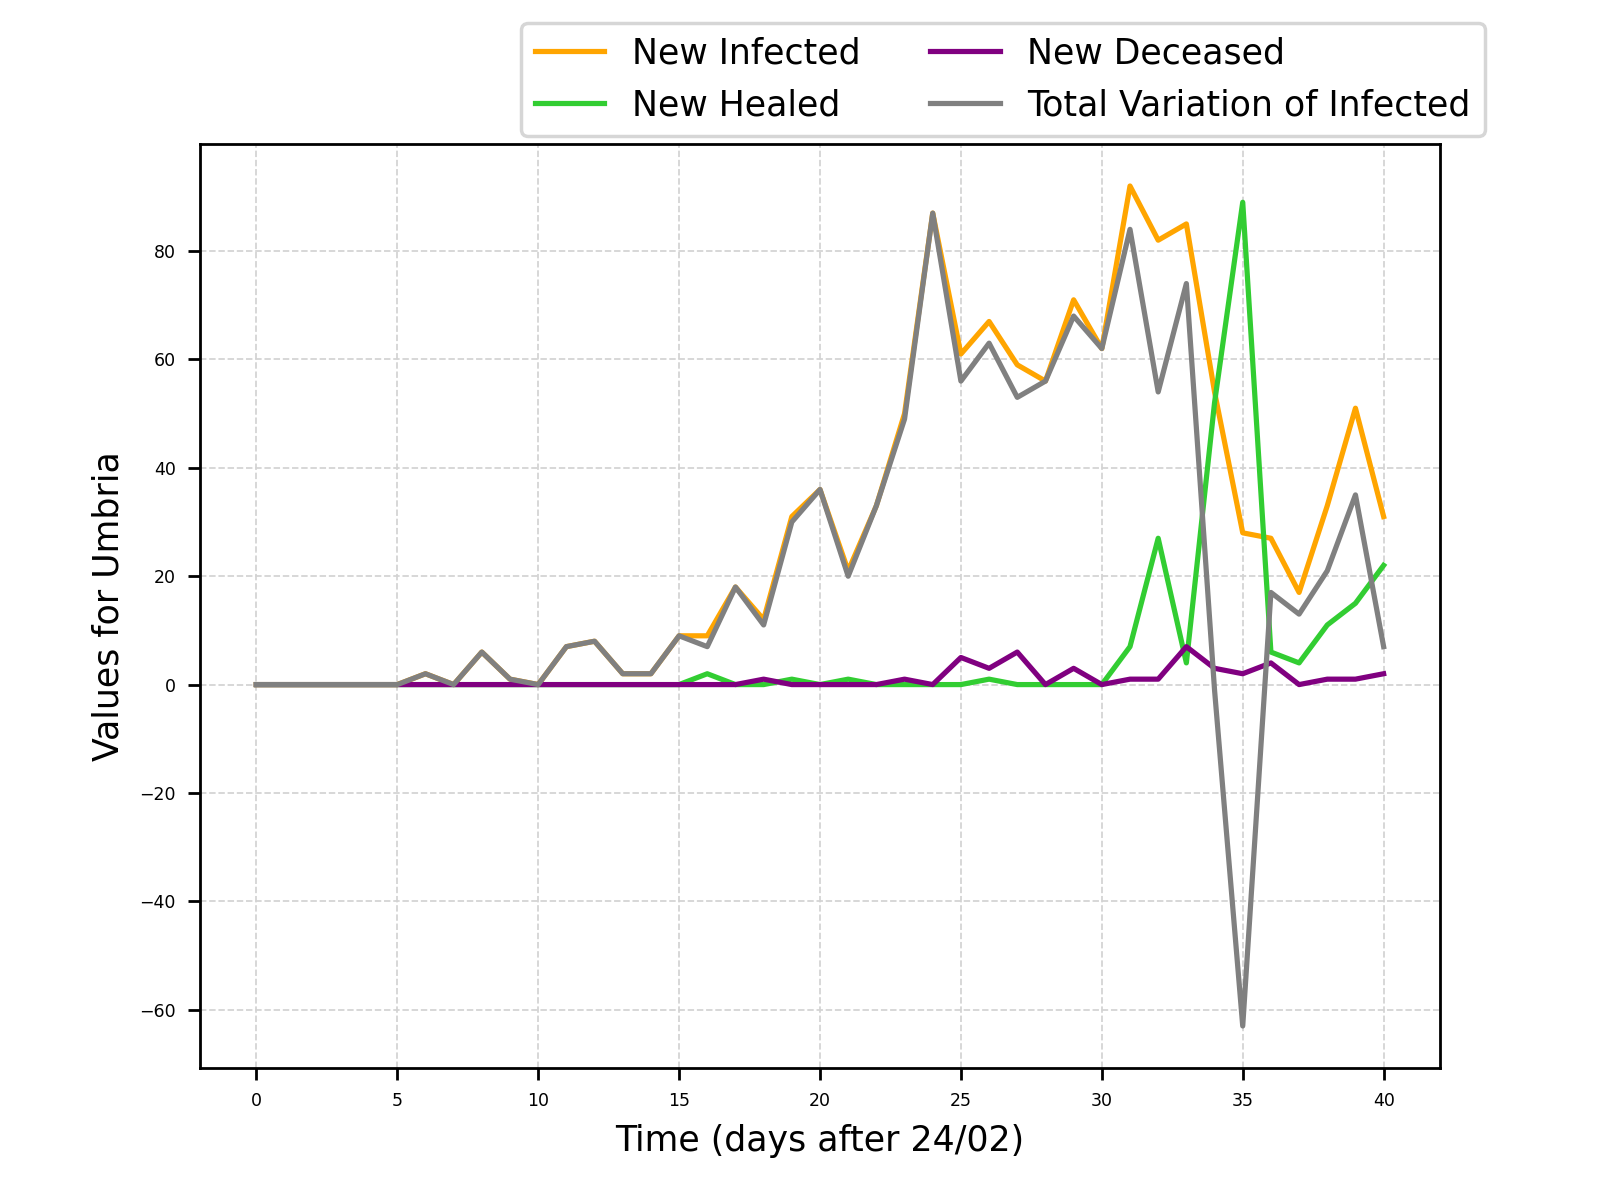 New Infected
New Healed
New Deceased
Total Variation of Infected
Values for Umbria
80
60
40
20
0
−20
−40
−60
0 5 10 15 20 25 30 35 40
Time (days after 24/02)